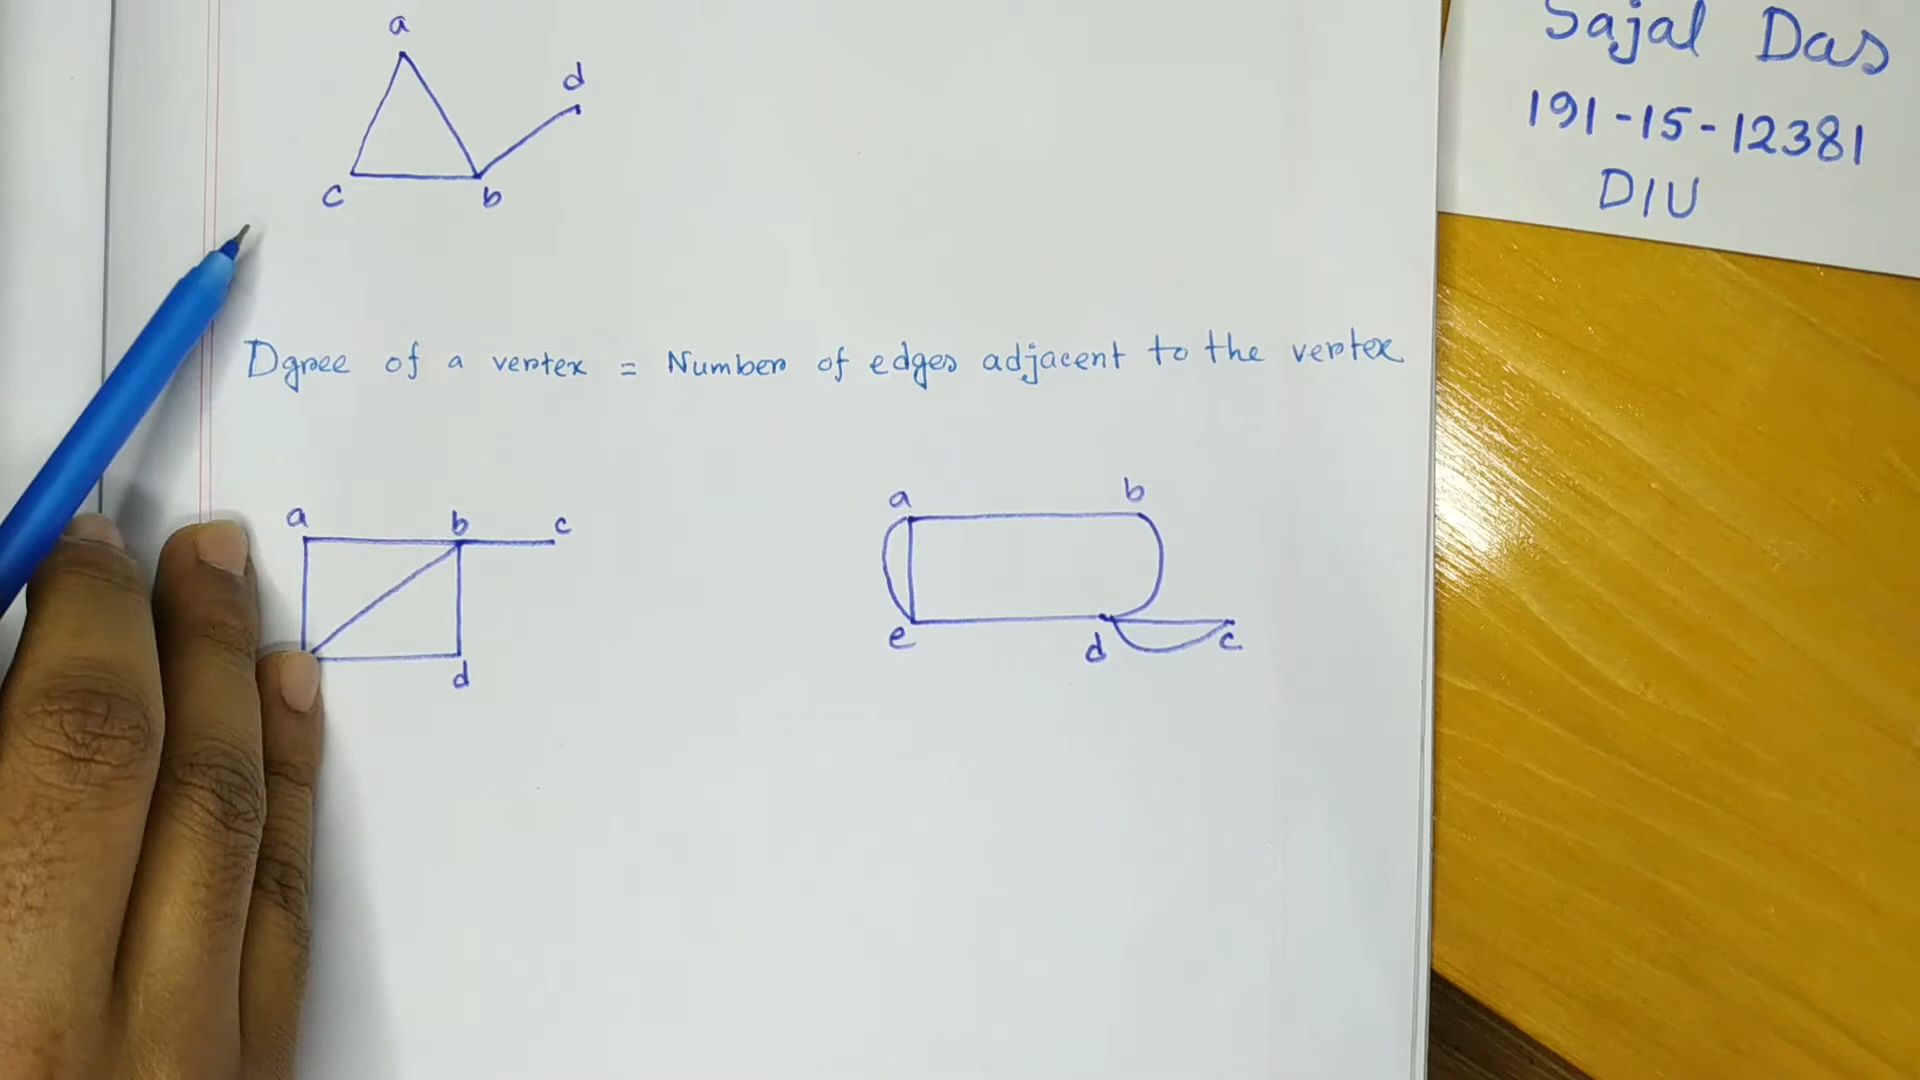 a
d
c
b
Sajal Das
191-15-12381
DIU
Dgree of a vertex = Number of edges adjacent to the vertex
a b c
d
a b
e d c